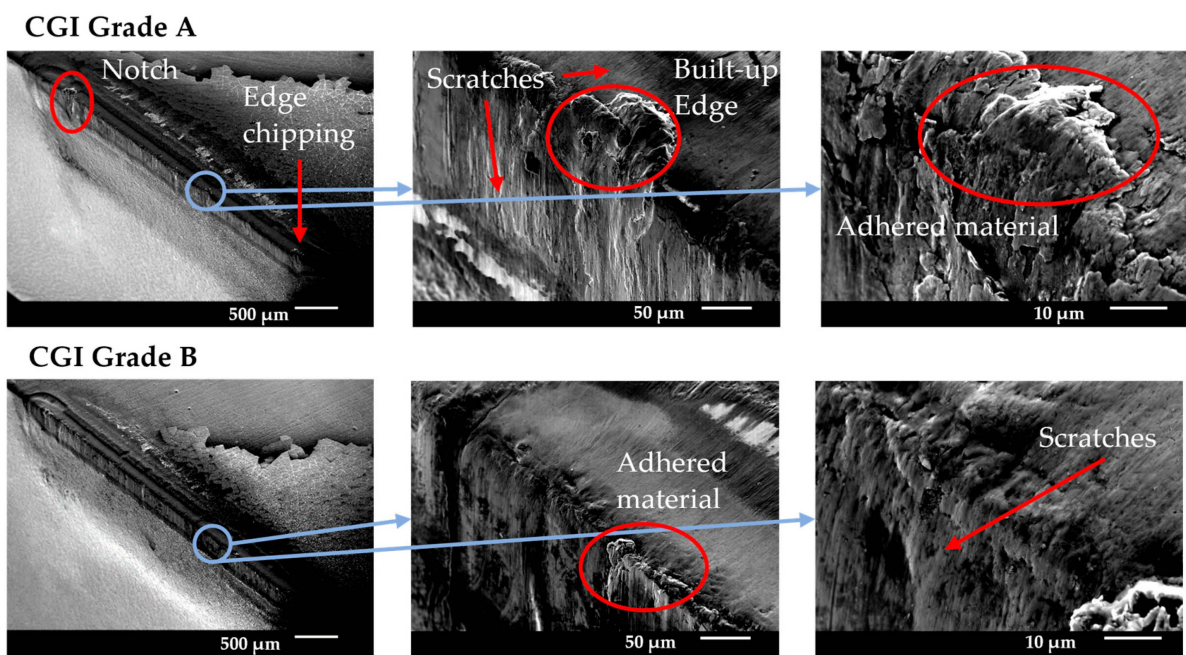 CGI Grade A
Notch
Edge
chipping
500 μm
Scratches
Built-up
Edge
50 μm
Adhered material
10 μm
CGI Grade B
500 μm
Adhered
material
50 μm
Scratches
10 μm